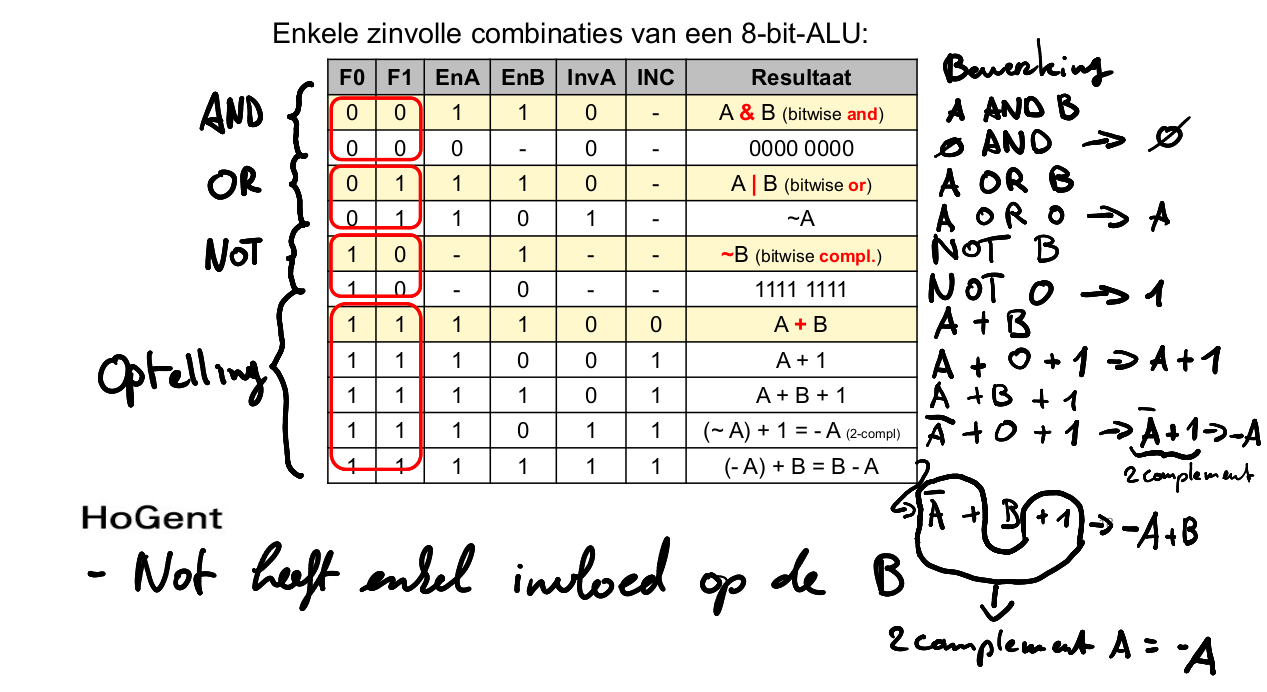 Enkele zinvolle combinaties van een 8-bit-ALU:
F0 F1 EnA EnB InvA INC Resultaat Bewerking
AND 0 0 1 1 0 - A & B (bitwise and) A AND B
0 0 0 - 0 - 0000 0000 0 AND → 0
OR 0 1 1 1 0 - A | B (bitwise or) A OR B
0 1 1 0 1 - ~A A OR 0 → A
NOT 1 0 - 1 - - ~B (bitwise compl.) NOT B
1 0 - 0 - - 1111 1111 NOT 0 → 1
1 1 1 1 0 0 A + B A + B
Optelling 1 1 1 0 0 1 A + 1 A + 0 + 1 → A + 1
1 1 1 1 0 1 A + B + 1 A + B + 1
1 1 1 0 1 1 (~ A) + 1 = - A (2-compl) A̅ + 0 + 1 → A̅ + 1 → -A
2 complement
1 1 1 1 1 1 (- A) + B = B - A
A̅ + B + 1 → -A+B
HoGent
- Not heeft enkel invloed op de B
2 complement A = -A